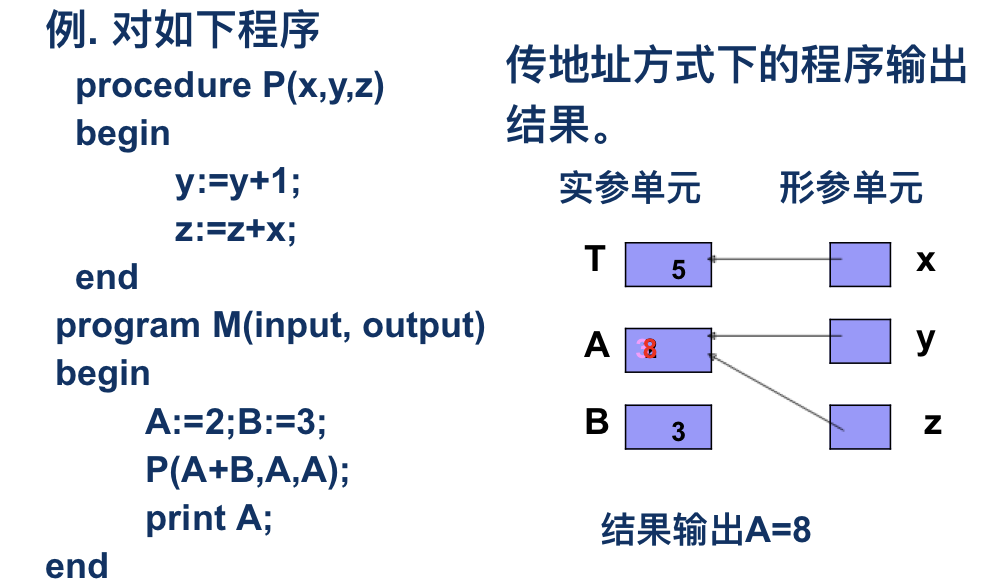 例. 对如下程序
procedure P(x,y,z)
begin
y:=y+1;
z:=z+x;
end
program M(input, output)
begin
A:=2;B:=3;
P(A+B,A,A);
print A;
end
传地址方式下的程序输出
结果。
实参单元 形参单元
T 5 x
A 8 y
B 3 z
结果输出A=8